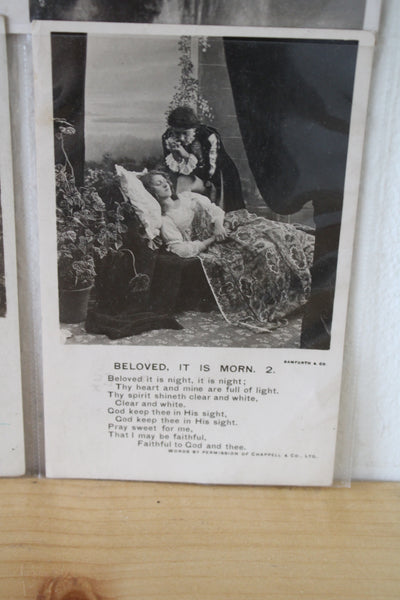 BAMFORTH & CO.
BELOVED, IT IS MORN. 2.
Beloved it is night, it is night;
Thy heart and mine are full of light.
Thy spirit shineth clear and white,
Clear and white.
God keep thee in His sight,
God keep thee in His sight.
Pray sweet for me,
That I may be faithful,
Faithful to God and thee.
WORDS BY PERMISSION OF CHAPPELL & CO., LTD.